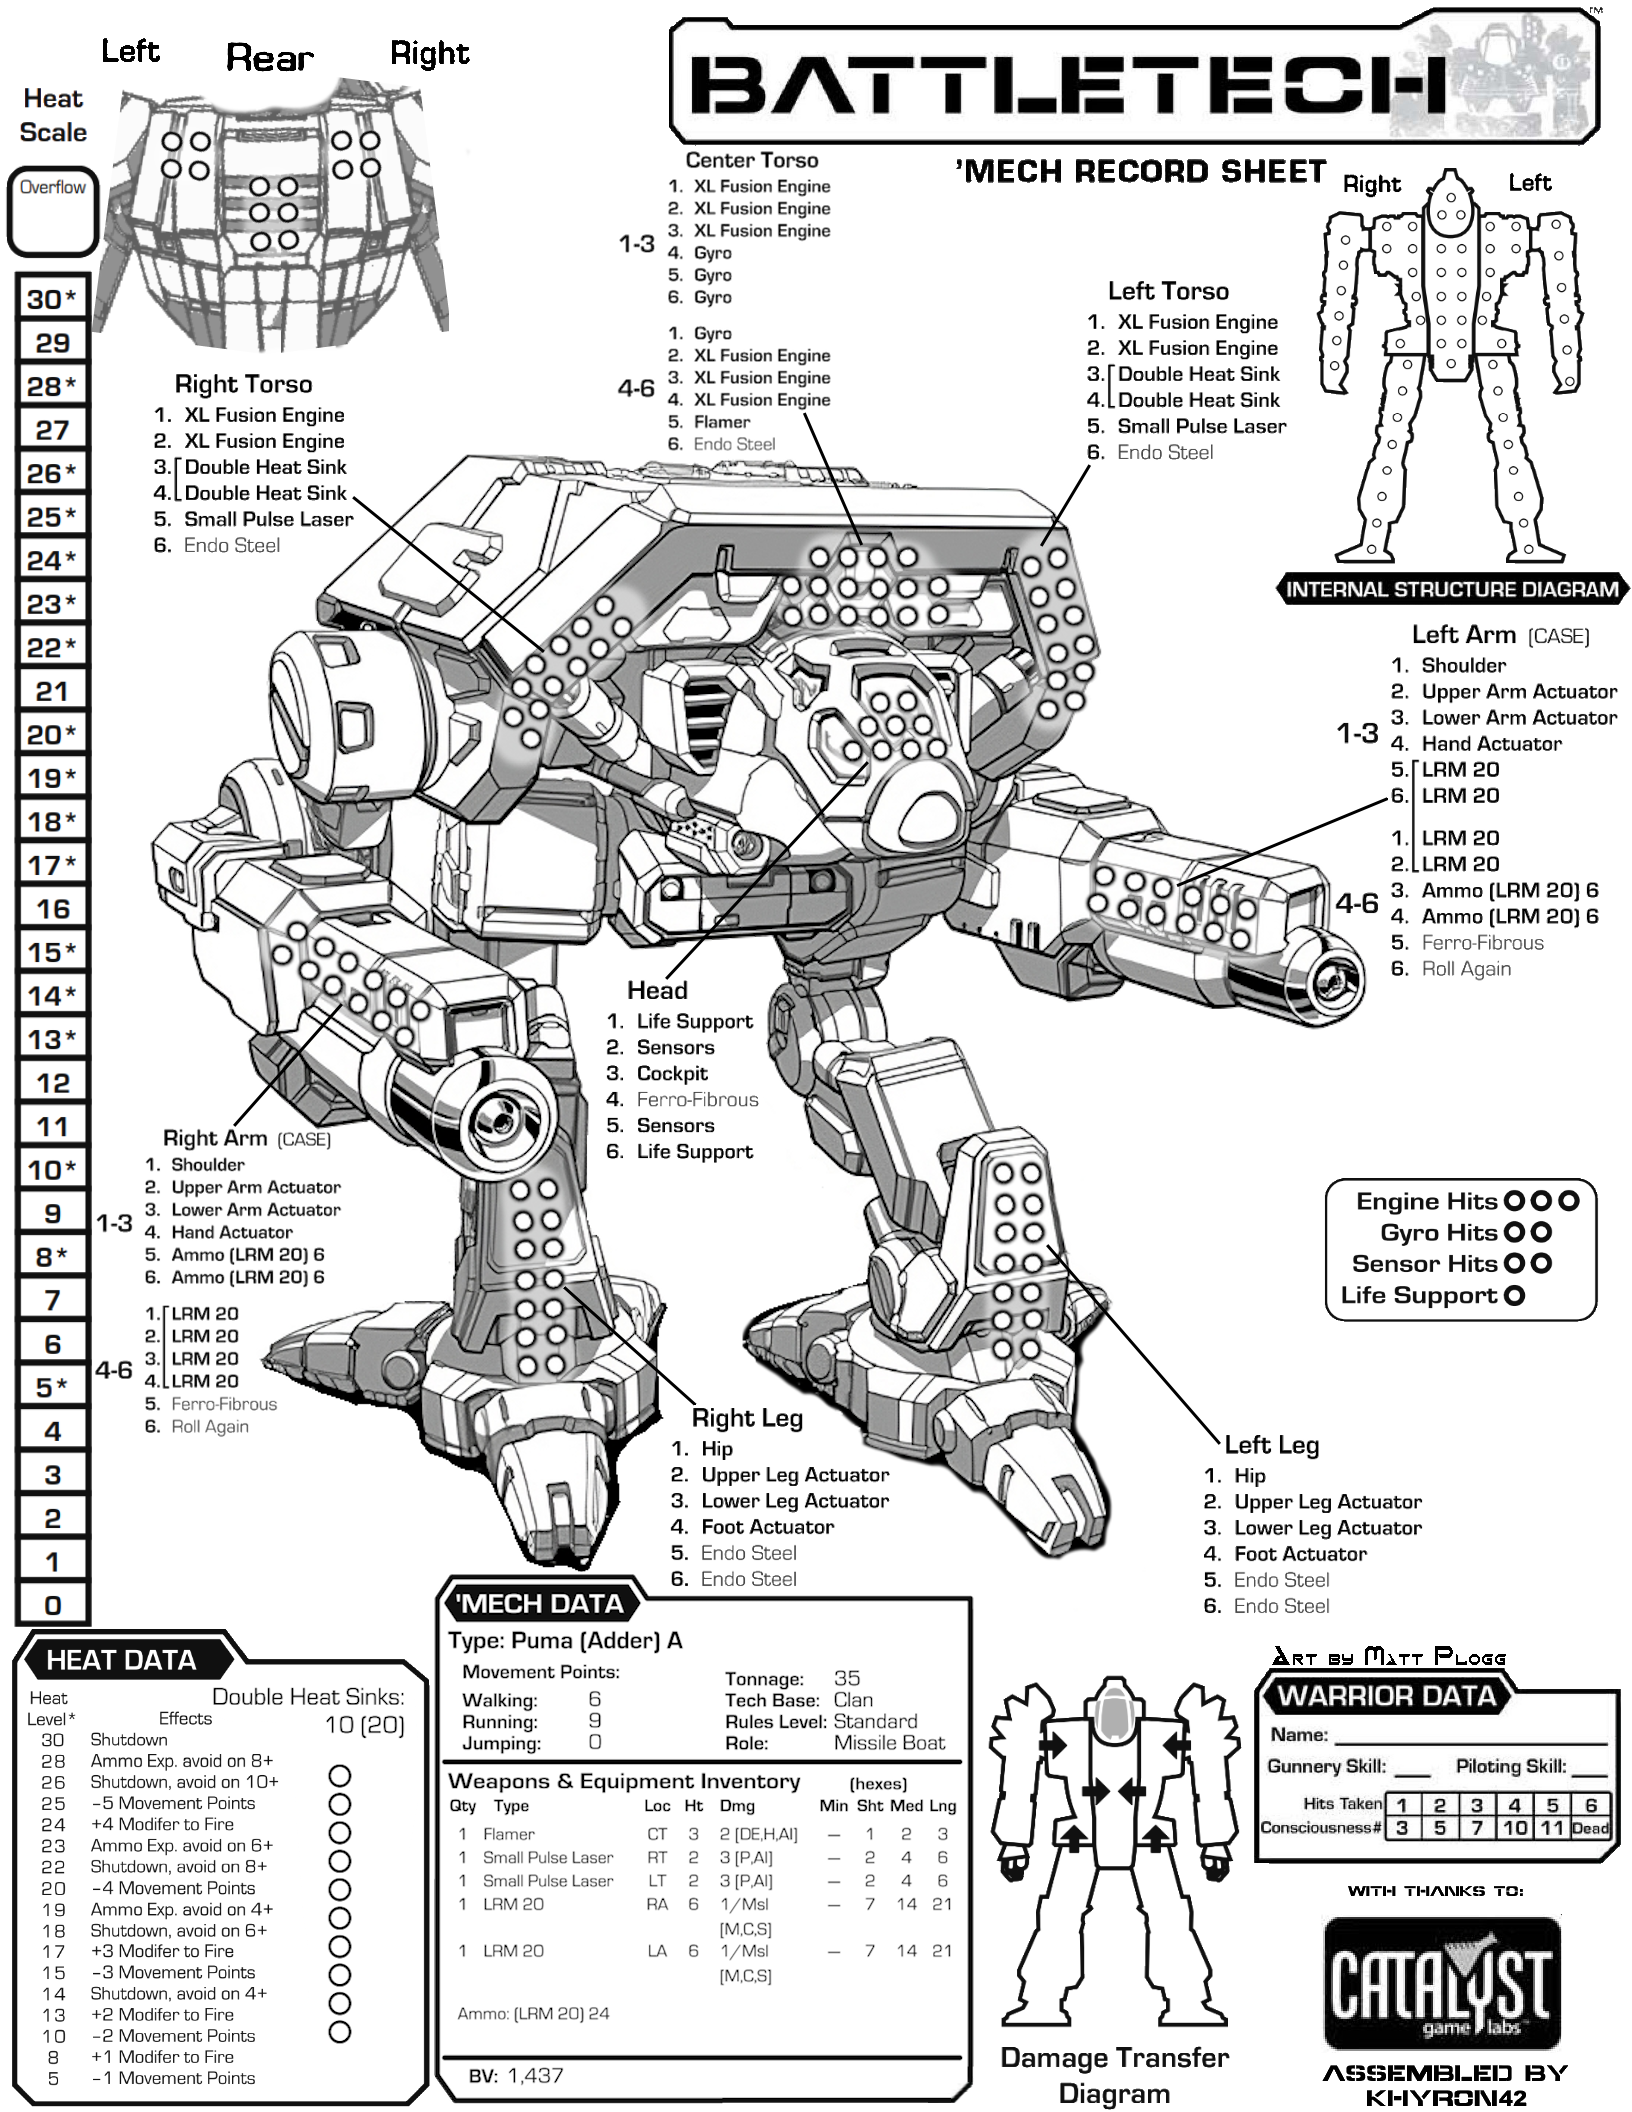 Left Rear Right
BATTLETECH
TM
'MECH RECORD SHEET
Heat
Scale
Overflow
30*
29
28*
27
26*
25*
24*
23*
22*
21
20*
19*
18*
17*
16
15*
14*
13*
12
11
10*
9
8*
7
6
5*
4
3
2
1
0
Center Torso
1-3
1. XL Fusion Engine
2. XL Fusion Engine
3. XL Fusion Engine
4. Gyro
5. Gyro
6. Gyro
4-6
1. Gyro
2. XL Fusion Engine
3. XL Fusion Engine
4. XL Fusion Engine
5. Flamer
6. Endo Steel
Right Left
INTERNAL STRUCTURE DIAGRAM
Left Torso
1. XL Fusion Engine
2. XL Fusion Engine
3. Double Heat Sink
4. Double Heat Sink
5. Small Pulse Laser
6. Endo Steel
Right Torso
1. XL Fusion Engine
2. XL Fusion Engine
3. Double Heat Sink
4. Double Heat Sink
5. Small Pulse Laser
6. Endo Steel
Left Arm (CASE)
1-3
1. Shoulder
2. Upper Arm Actuator
3. Lower Arm Actuator
4. Hand Actuator
5. LRM 20
6. LRM 20
4-6
1. LRM 20
2. LRM 20
3. Ammo (LRM 20) 6
4. Ammo (LRM 20) 6
5. Ferro-Fibrous
6. Roll Again
Head
1. Life Support
2. Sensors
3. Cockpit
4. Ferro-Fibrous
5. Sensors
6. Life Support
Right Arm (CASE)
1-3
1. Shoulder
2. Upper Arm Actuator
3. Lower Arm Actuator
4. Hand Actuator
5. Ammo (LRM 20) 6
6. Ammo (LRM 20) 6
4-6
1. LRM 20
2. LRM 20
3. LRM 20
4. LRM 20
5. Ferro-Fibrous
6. Roll Again
Engine Hits
Gyro Hits
Sensor Hits
Life Support
Right Leg
1. Hip
2. Upper Leg Actuator
3. Lower Leg Actuator
4. Foot Actuator
5. Endo Steel
6. Endo Steel
Left Leg
1. Hip
2. Upper Leg Actuator
3. Lower Leg Actuator
4. Foot Actuator
5. Endo Steel
6. Endo Steel
HEAT DATA
Heat
Level* Effects
Double Heat Sinks:
10 (20)
30 Shutdown
28 Ammo Exp. avoid on 8+
26 Shutdown, avoid on 10+
25 -5 Movement Points
24 +4 Modifer to Fire
23 Ammo Exp. avoid on 6+
22 Shutdown, avoid on 8+
20 -4 Movement Points
19 Ammo Exp. avoid on 4+
18 Shutdown, avoid on 6+
17 +3 Modifer to Fire
15 -3 Movement Points
14 Shutdown, avoid on 4+
13 +2 Modifer to Fire
10 -2 Movement Points
8 +1 Modifer to Fire
5 -1 Movement Points
'MECH DATA
Type: Puma (Adder) A
Movement Points:
Walking: 6
Running: 9
Jumping: 0
Tonnage: 35
Tech Base: Clan
Rules Level: Standard
Role: Missile Boat
Weapons & Equipment Inventory (hexes)
Qty Type Loc Ht Dmg Min Sht Med Lng
1 Flamer CT 3 2 [DE,H,AI] — 1 2 3
1 Small Pulse Laser RT 2 3 [P,AI] — 2 4 6
1 Small Pulse Laser LT 2 3 [P,AI] — 2 4 6
1 LRM 20 RA 6 1/Msl — 7 14 21
[M,C,S]
1 LRM 20 LA 6 1/Msl — 7 14 21
[M,C,S]
Ammo: (LRM 20) 24
BV: 1,437
Damage Transfer
Diagram
ART BY MATT PLOGG
WARRIOR DATA
Name:
Gunnery Skill: Piloting Skill:
Hits Taken 1 2 3 4 5 6
Consciousness# 3 5 7 10 11 Dead
WITH THANKS TO:
CATALYST
game labs
ASSEMBLED BY
KHYRON42